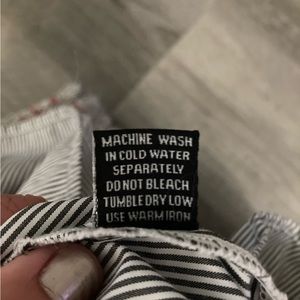 MACHINE WASH
IN COLD WATER
SEPARATELY
DO NOT BLEACH
TUMBLE DRY LOW
USE WARM IRON